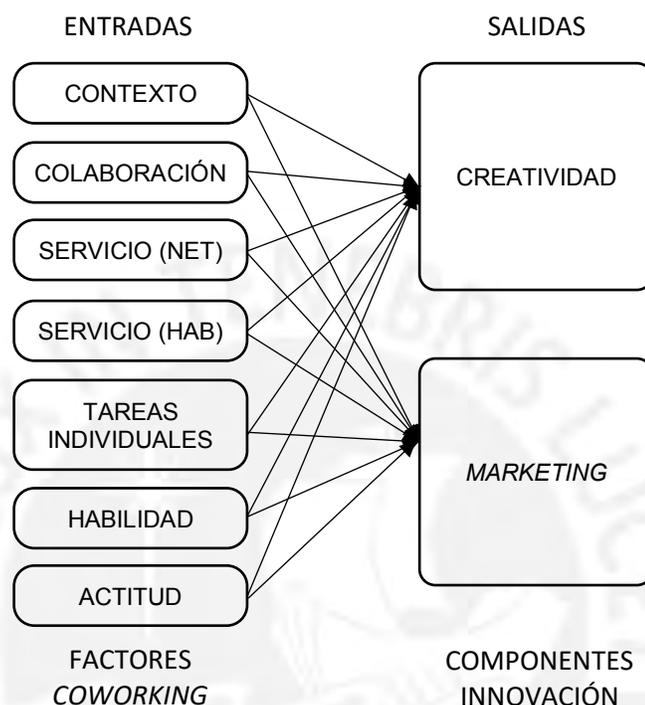 ENTRADAS
SALIDAS
CONTEXTO
COLABORACIÓN
SERVICIO (NET)
SERVICIO (HAB)
TAREAS
INDIVIDUALES
HABILIDAD
ACTITUD
CREATIVIDAD
MARKETING
FACTORES
COWORKING
COMPONENTES
INNOVACIÓN